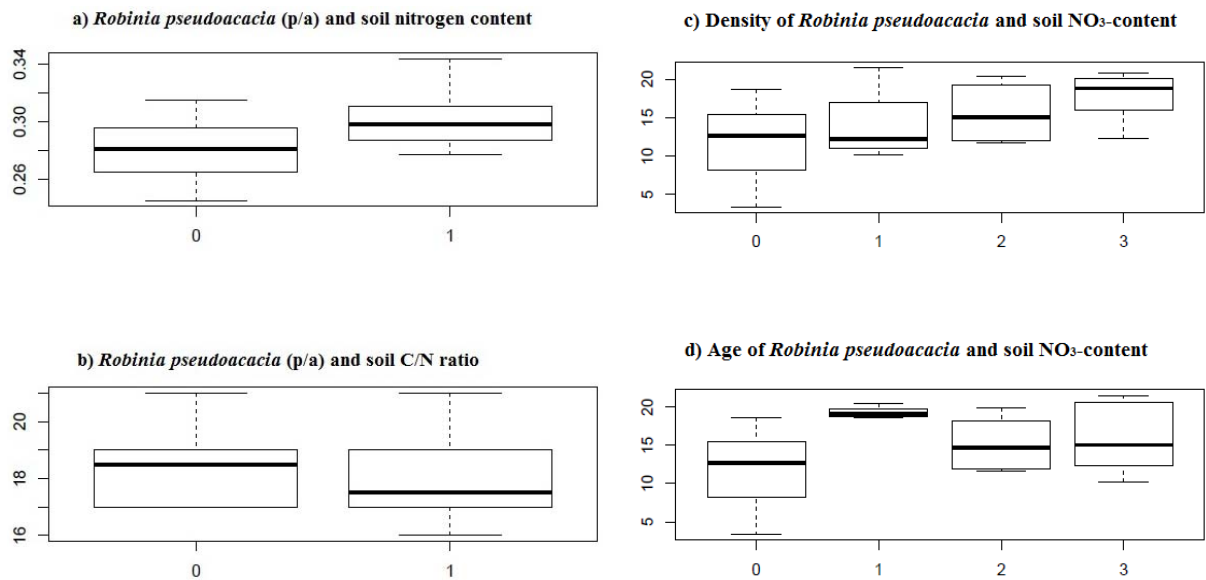 a) Robinia pseudoacacia (p/a) and soil nitrogen content
0.34
0.30
0.26
0 1
c) Density of Robinia pseudoacacia and soil NO₃-content
20
15
10
5
0 1 2 3
b) Robinia pseudoacacia (p/a) and soil C/N ratio
20
18
16
0 1
d) Age of Robinia pseudoacacia and soil NO₃-content
20
15
10
5
0 1 2 3